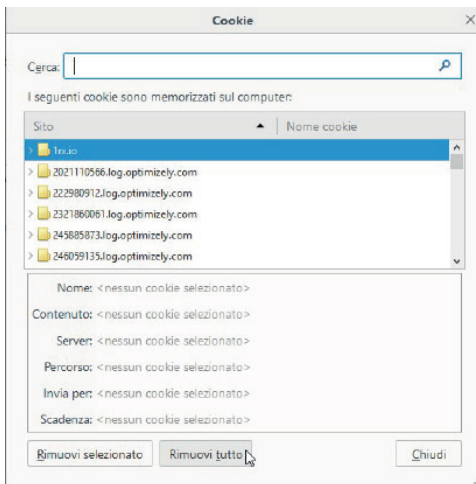 Cookie
Cerca:
I seguenti cookie sono memorizzati sul computer:
Sito Nome cookie
2021110566.log.optimizely.com
222980912.log.optimizely.com
2321860061.log.optimizely.com
245885873.log.optimizely.com
246059135.log.optimizely.com
Nome: <nessun cookie selezionato>
Contenuto: <nessun cookie selezionato>
Server: <nessun cookie selezionato>
Percorso: <nessun cookie selezionato>
Invia per: <nessun cookie selezionato>
Scadenza: <nessun cookie selezionato>
Rimuovi selezionato Rimuovi tutto Chiudi